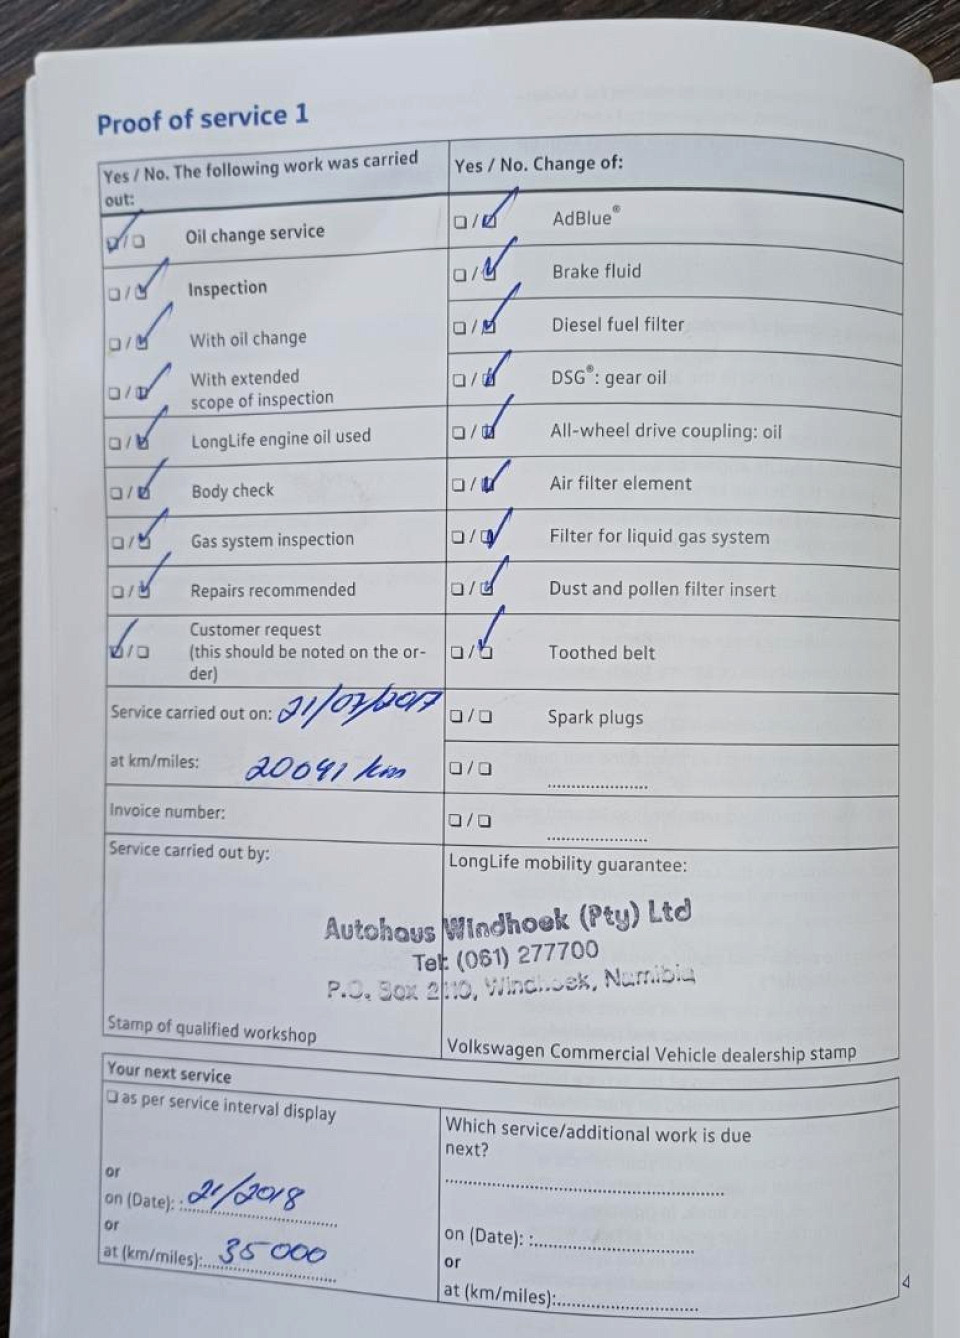 Proof of service 1
Yes / No. The following work was carried
out:
Oil change service
Inspection
With oil change
With extended
scope of inspection
LongLife engine oil used
Body check
Gas system inspection
Repairs recommended
Customer request
(this should be noted on the or-
der)
Service carried out on: 21/07/2017
at km/miles: 20041 km
Invoice number:
Service carried out by:
Yes / No. Change of:
AdBlue®
Brake fluid
Diesel fuel filter
DSG®: gear oil
All-wheel drive coupling: oil
Air filter element
Filter for liquid gas system
Dust and pollen filter insert
Toothed belt
Spark plugs
LongLife mobility guarantee:
Autohaus Windhoek (Pty) Ltd
Tel: (061) 277700
P.O. Box 2110, Windhoek, Namibia
Stamp of qualified workshop
Volkswagen Commercial Vehicle dealership stamp
Your next service
as per service interval display
or
on (Date): 21/2018
or
at (km/miles): 35 000
Which service/additional work is due
next?
on (Date): :
or
at (km/miles):
4